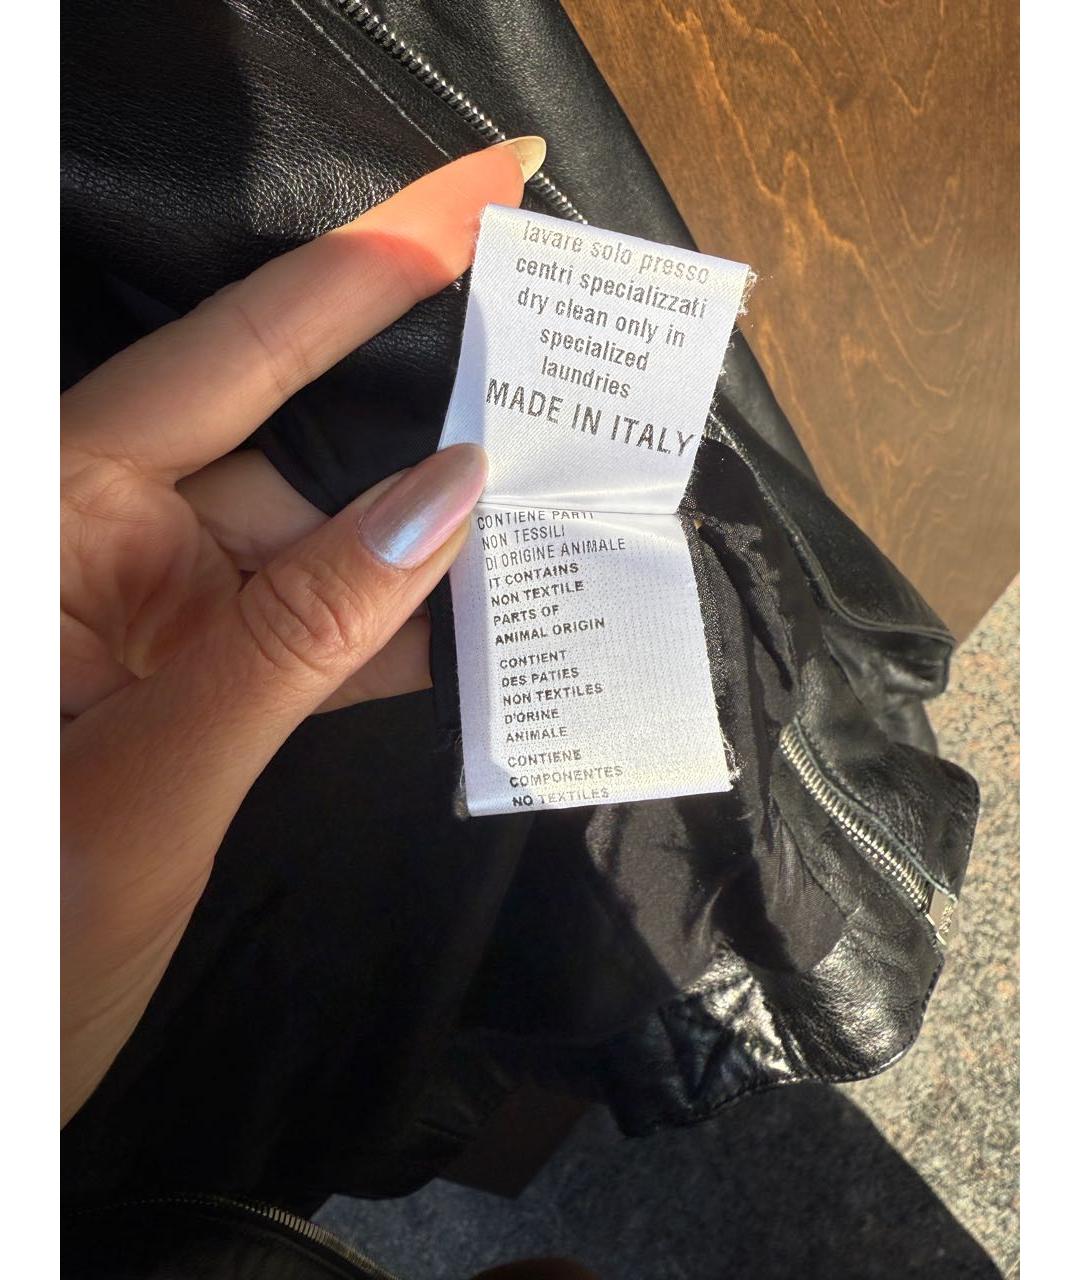 lavare solo presso
centri specializzati
dry clean only in
specialized
laundries
MADE IN ITALY
CONTIENE PARTI
NON TESSILI
DI ORIGINE ANIMALE
IT CONTAINS
NON TEXTILE
PARTS OF
ANIMAL ORIGIN
CONTIENT
DES PATIES
NON TEXTILES
D'ORINE
ANIMALE
CONTIENE
COMPONENTES
NO TEXTILES